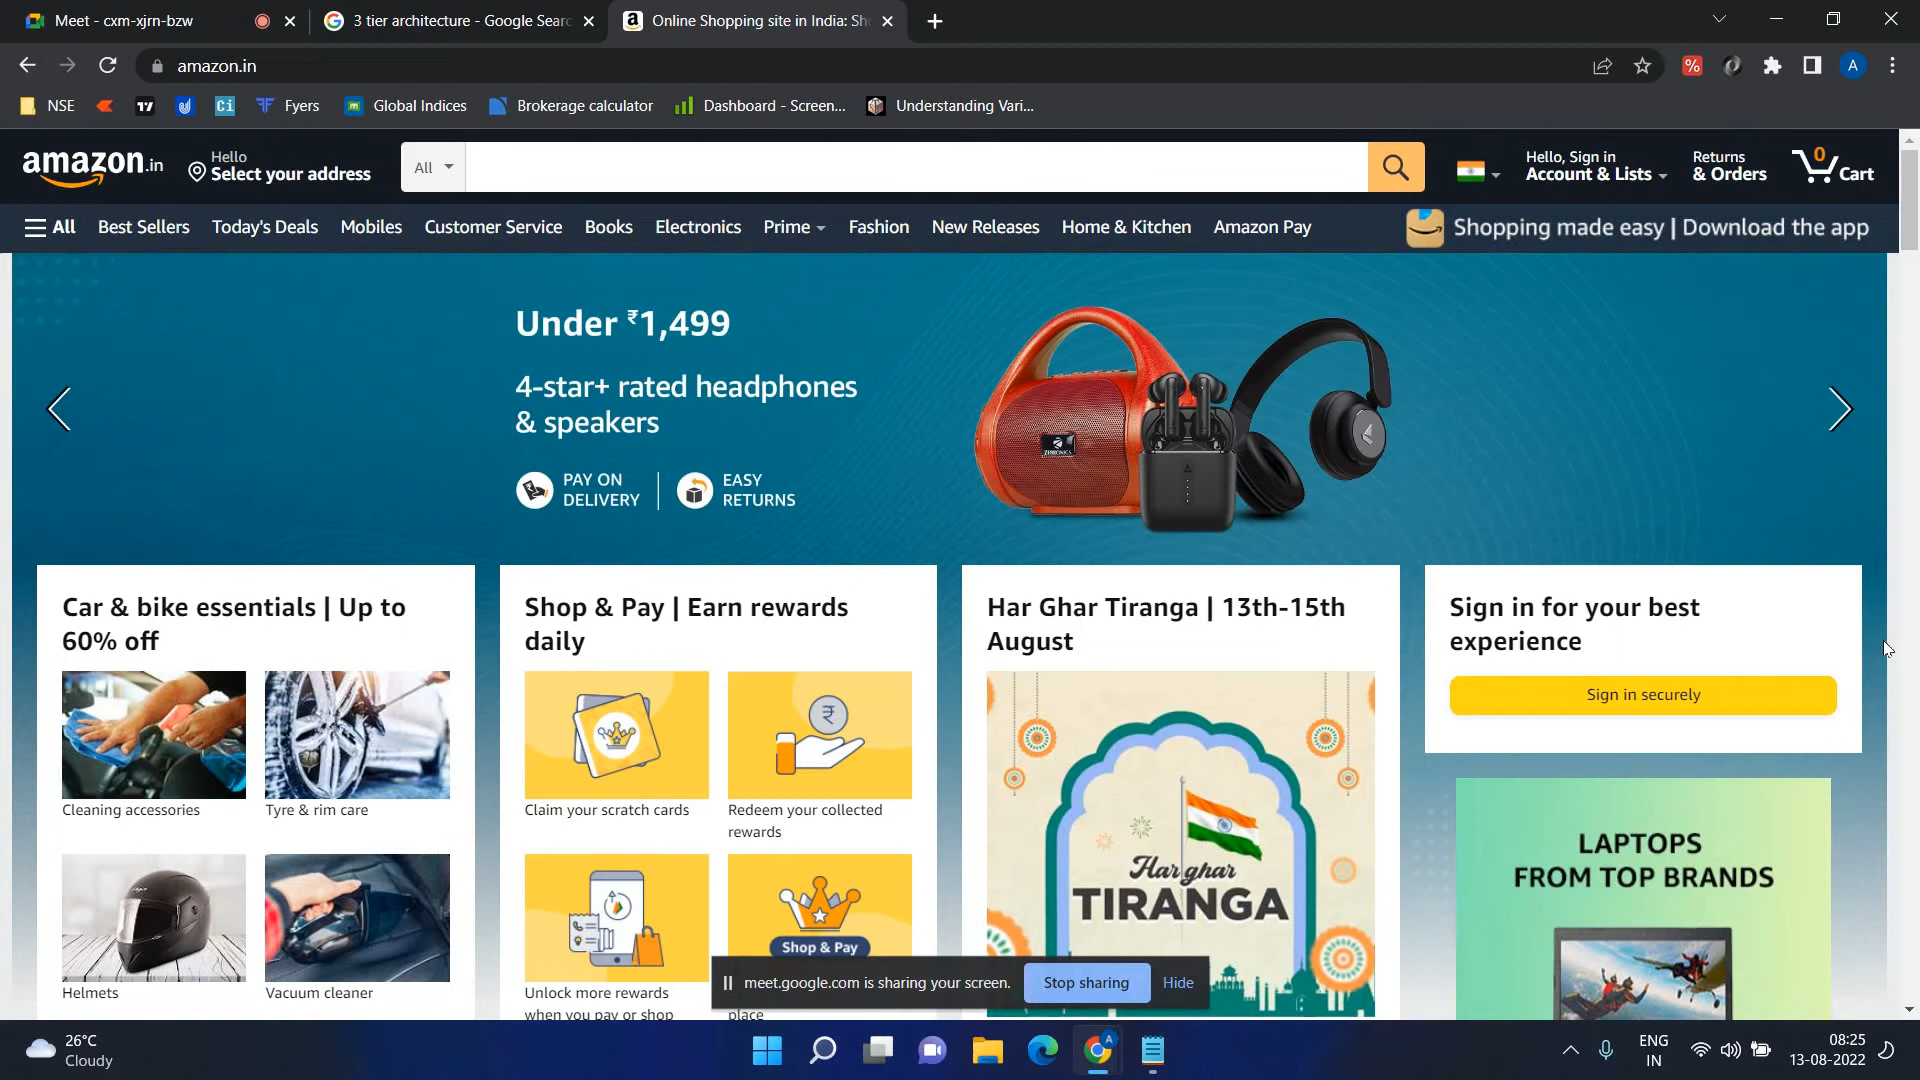 Meet - cxm-xjrn-bzw
3 tier architecture - Google Searc
Online Shopping site in India: Sh
amazon.in
A
NSE
Fyers
Global Indices
Brokerage calculator
Dashboard - Screen...
Understanding Vari...
amazon.in
Hello
Select your address
All
Hello, Sign in
Account & Lists
Returns
& Orders
0
Cart
All
Best Sellers
Today's Deals
Mobiles
Customer Service
Books
Electronics
Prime
Fashion
New Releases
Home & Kitchen
Amazon Pay
Shopping made easy | Download the app
Under ₹1,499
4-star+ rated headphones
& speakers
PAY ON
DELIVERY
EASY
RETURNS
Car & bike essentials | Up to
60% off
Cleaning accessories
Tyre & rim care
Helmets
Vacuum cleaner
Shop & Pay | Earn rewards
daily
Claim your scratch cards
Redeem your collected
rewards
Shop & Pay
Unlock more rewards
when you pay or shop
place
Har Ghar Tiranga | 13th-15th
August
Har ghar
TIRANGA
Sign in for your best
experience
Sign in securely
LAPTOPS
FROM TOP BRANDS
meet.google.com is sharing your screen.
Stop sharing
Hide
26°C
Cloudy
ENG
IN
08:25
13-08-2022